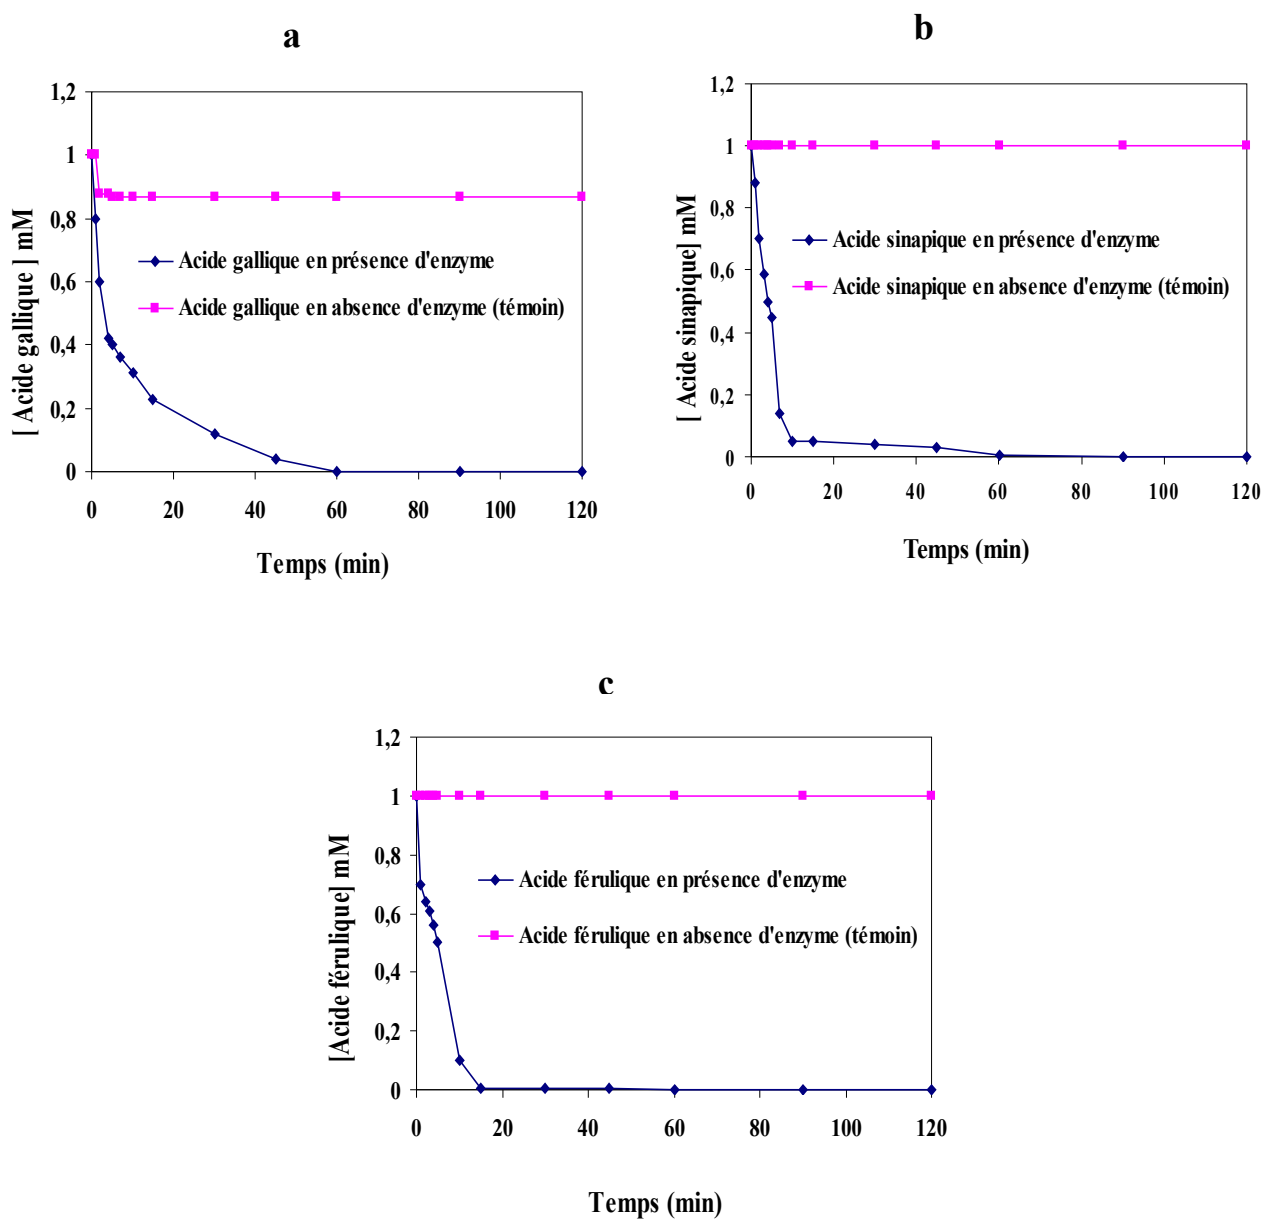 a
1,2
1
0,8
0,6
0,4
0,2
0
[ Acide gallique ] mM
Acide gallique en présence d'enzyme
Acide gallique en absence d'enzyme (témoin)
0 20 40 60 80 100 120
Temps (min)
b
1,2
1
0,8
0,6
0,4
0,2
0
[ Acide sinapique] mM
Acide sinapique en présence d'enzyme
Acide sinapique en absence d'enzyme (témoin)
0 20 40 60 80 100 120
Temps (min)
c
1,2
1
0,8
0,6
0,4
0,2
0
[Acide férulique] mM
Acide férulique en présence d'enzyme
Acide férulique en absence d'enzyme (témoin)
0 20 40 60 80 100 120
Temps (min)